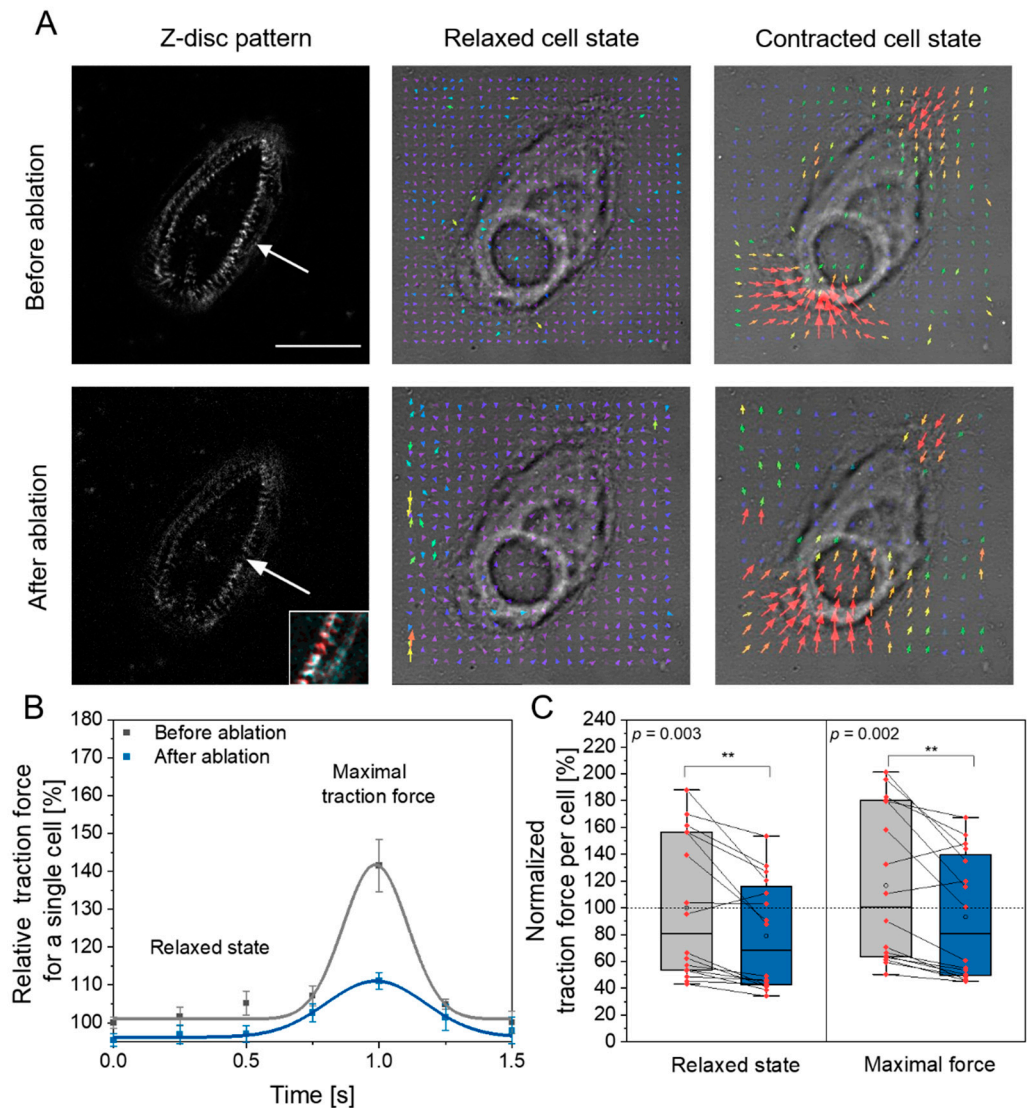 A
Z-disc pattern
Relaxed cell state
Contracted cell state
Before ablation
After ablation
B
Relative traction force
for a single cell [%]
180
170
160
150
140
130
120
110
100
Before ablation
After ablation
Maximal
traction force
Relaxed state
0.0
0.5
1.0
1.5
Time [s]
C
Normalized
traction force per cell [%]
240
220
200
180
160
140
120
100
80
60
40
20
0
p = 0.003
**
p = 0.002
**
Relaxed state
Maximal force